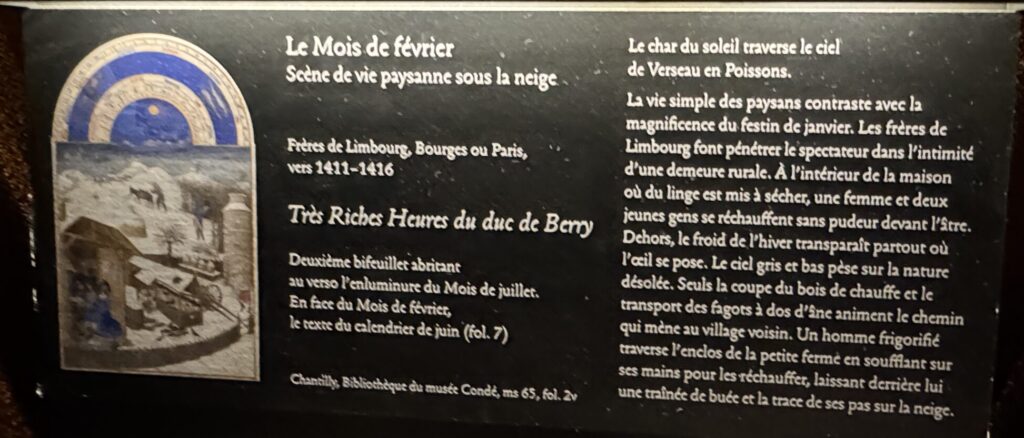 Le Mois de février
Scène de vie paysanne sous la neige
Frères de Limbourg, Bourges ou Paris,
vers 1411–1416
Très Riches Heures du duc de Berry
Deuxième bifeuillet abritant
au verso l'enluminure du Mois de juillet.
En face du Mois de février,
le texte du calendrier de juin (fol. 7)
Chantilly, Bibliothèque du musée Condé, ms 65, fol. 2v
Le char du soleil traverse le ciel
de Verseau en Poissons.
La vie simple des paysans contraste avec la
magnificence du festin de janvier. Les frères de
Limbourg font pénétrer le spectateur dans l'intimité
d'une demeure rurale. À l'intérieur de la maison
où du linge est mis à sécher, une femme et deux
jeunes gens se réchauffent sans pudeur devant l'âtre.
Dehors, le froid de l'hiver transparaît partout où
l'œil se pose. Le ciel gris et bas pèse sur la nature
désolée. Seuls la coupe du bois de chauffe et le
transport des fagots à dos d'âne animent le chemin
qui mène au village voisin. Un homme frigorifié
traverse l'enclos de la petite ferme en soufflant sur
ses mains pour les réchauffer, laissant derrière lui
une traînée de buée et la trace de ses pas sur la neige.